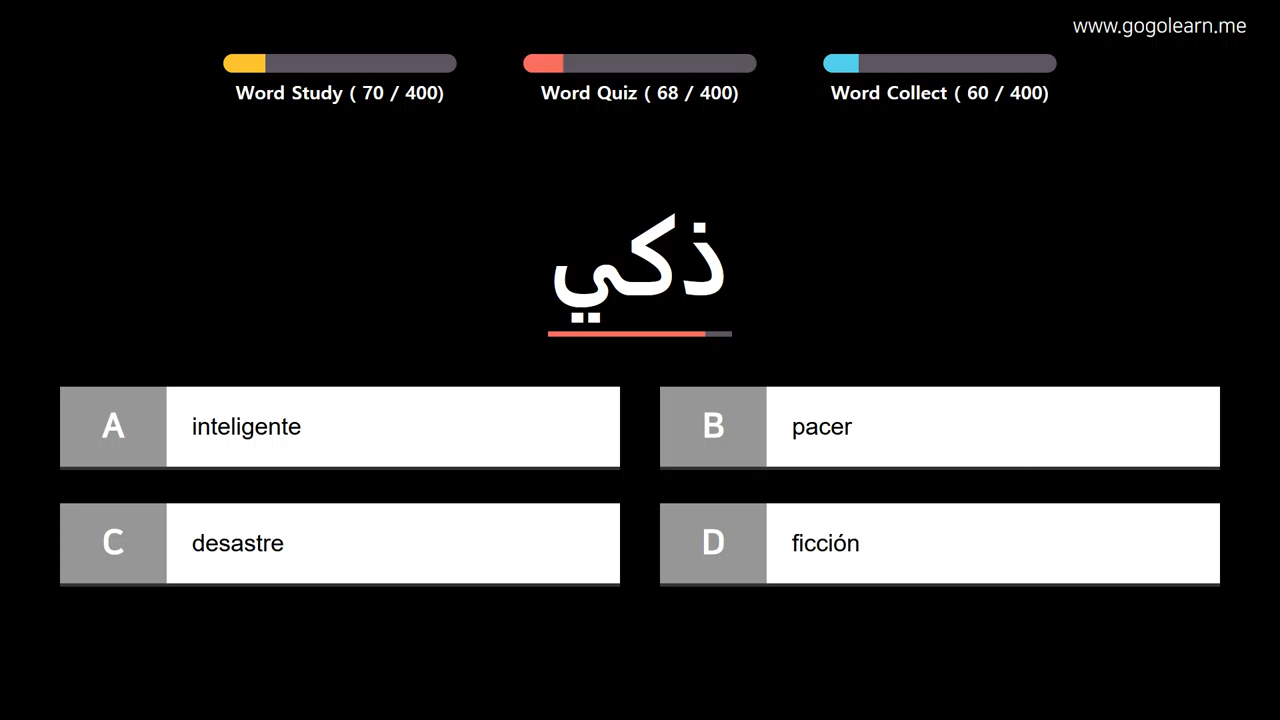 www.gogolearn.me
Word Study ( 70 / 400)
Word Quiz ( 68 / 400)
Word Collect ( 60 / 400)
ذكي
A inteligente
B pacer
C desastre
D ficción